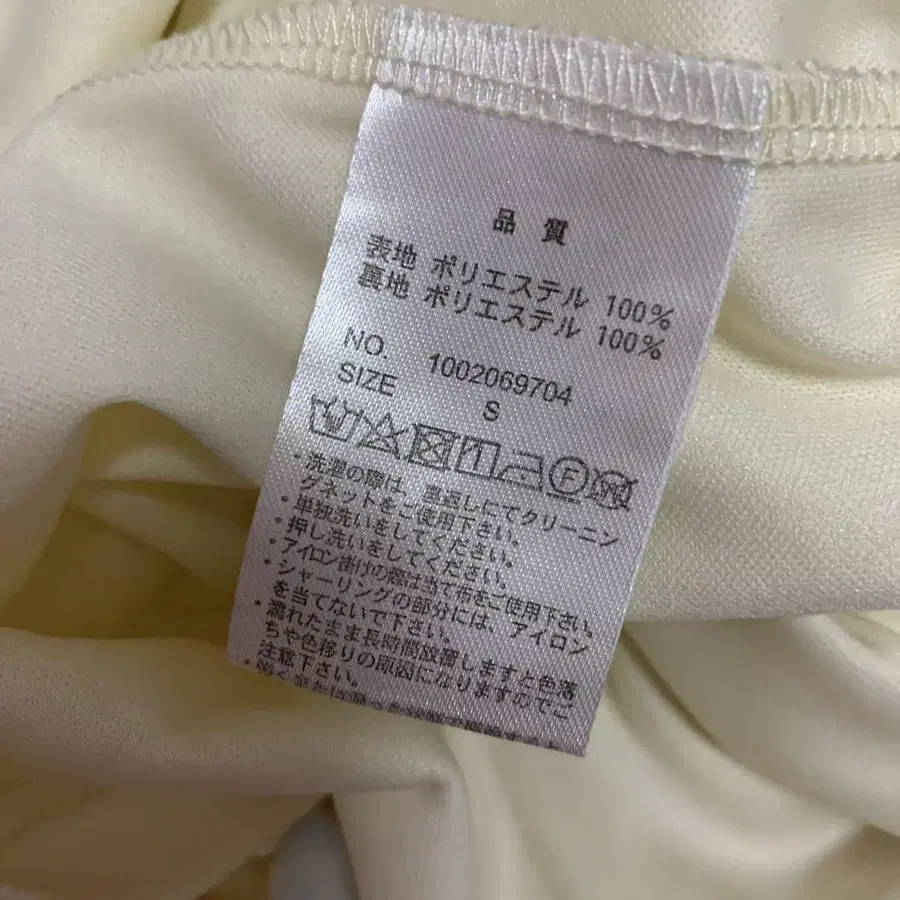 品質
表地 ポリエステル 100%
裏地 ポリエステル 100%
NO. 1002069704
SIZE S
F
・洗濯の際は、裏返しにてクリーニン
グネットをご使用下さい。
・単独洗いをしてください。
・押し洗いをしてください。
・アイロン掛けの際は当て布をご使用下さい。
・シャーリングの部分には、アイロン
を当てないで下さい。
・濡れたまま長時間放置しますと色落
ちや色移りの原因になりますのでご
注意下さい。